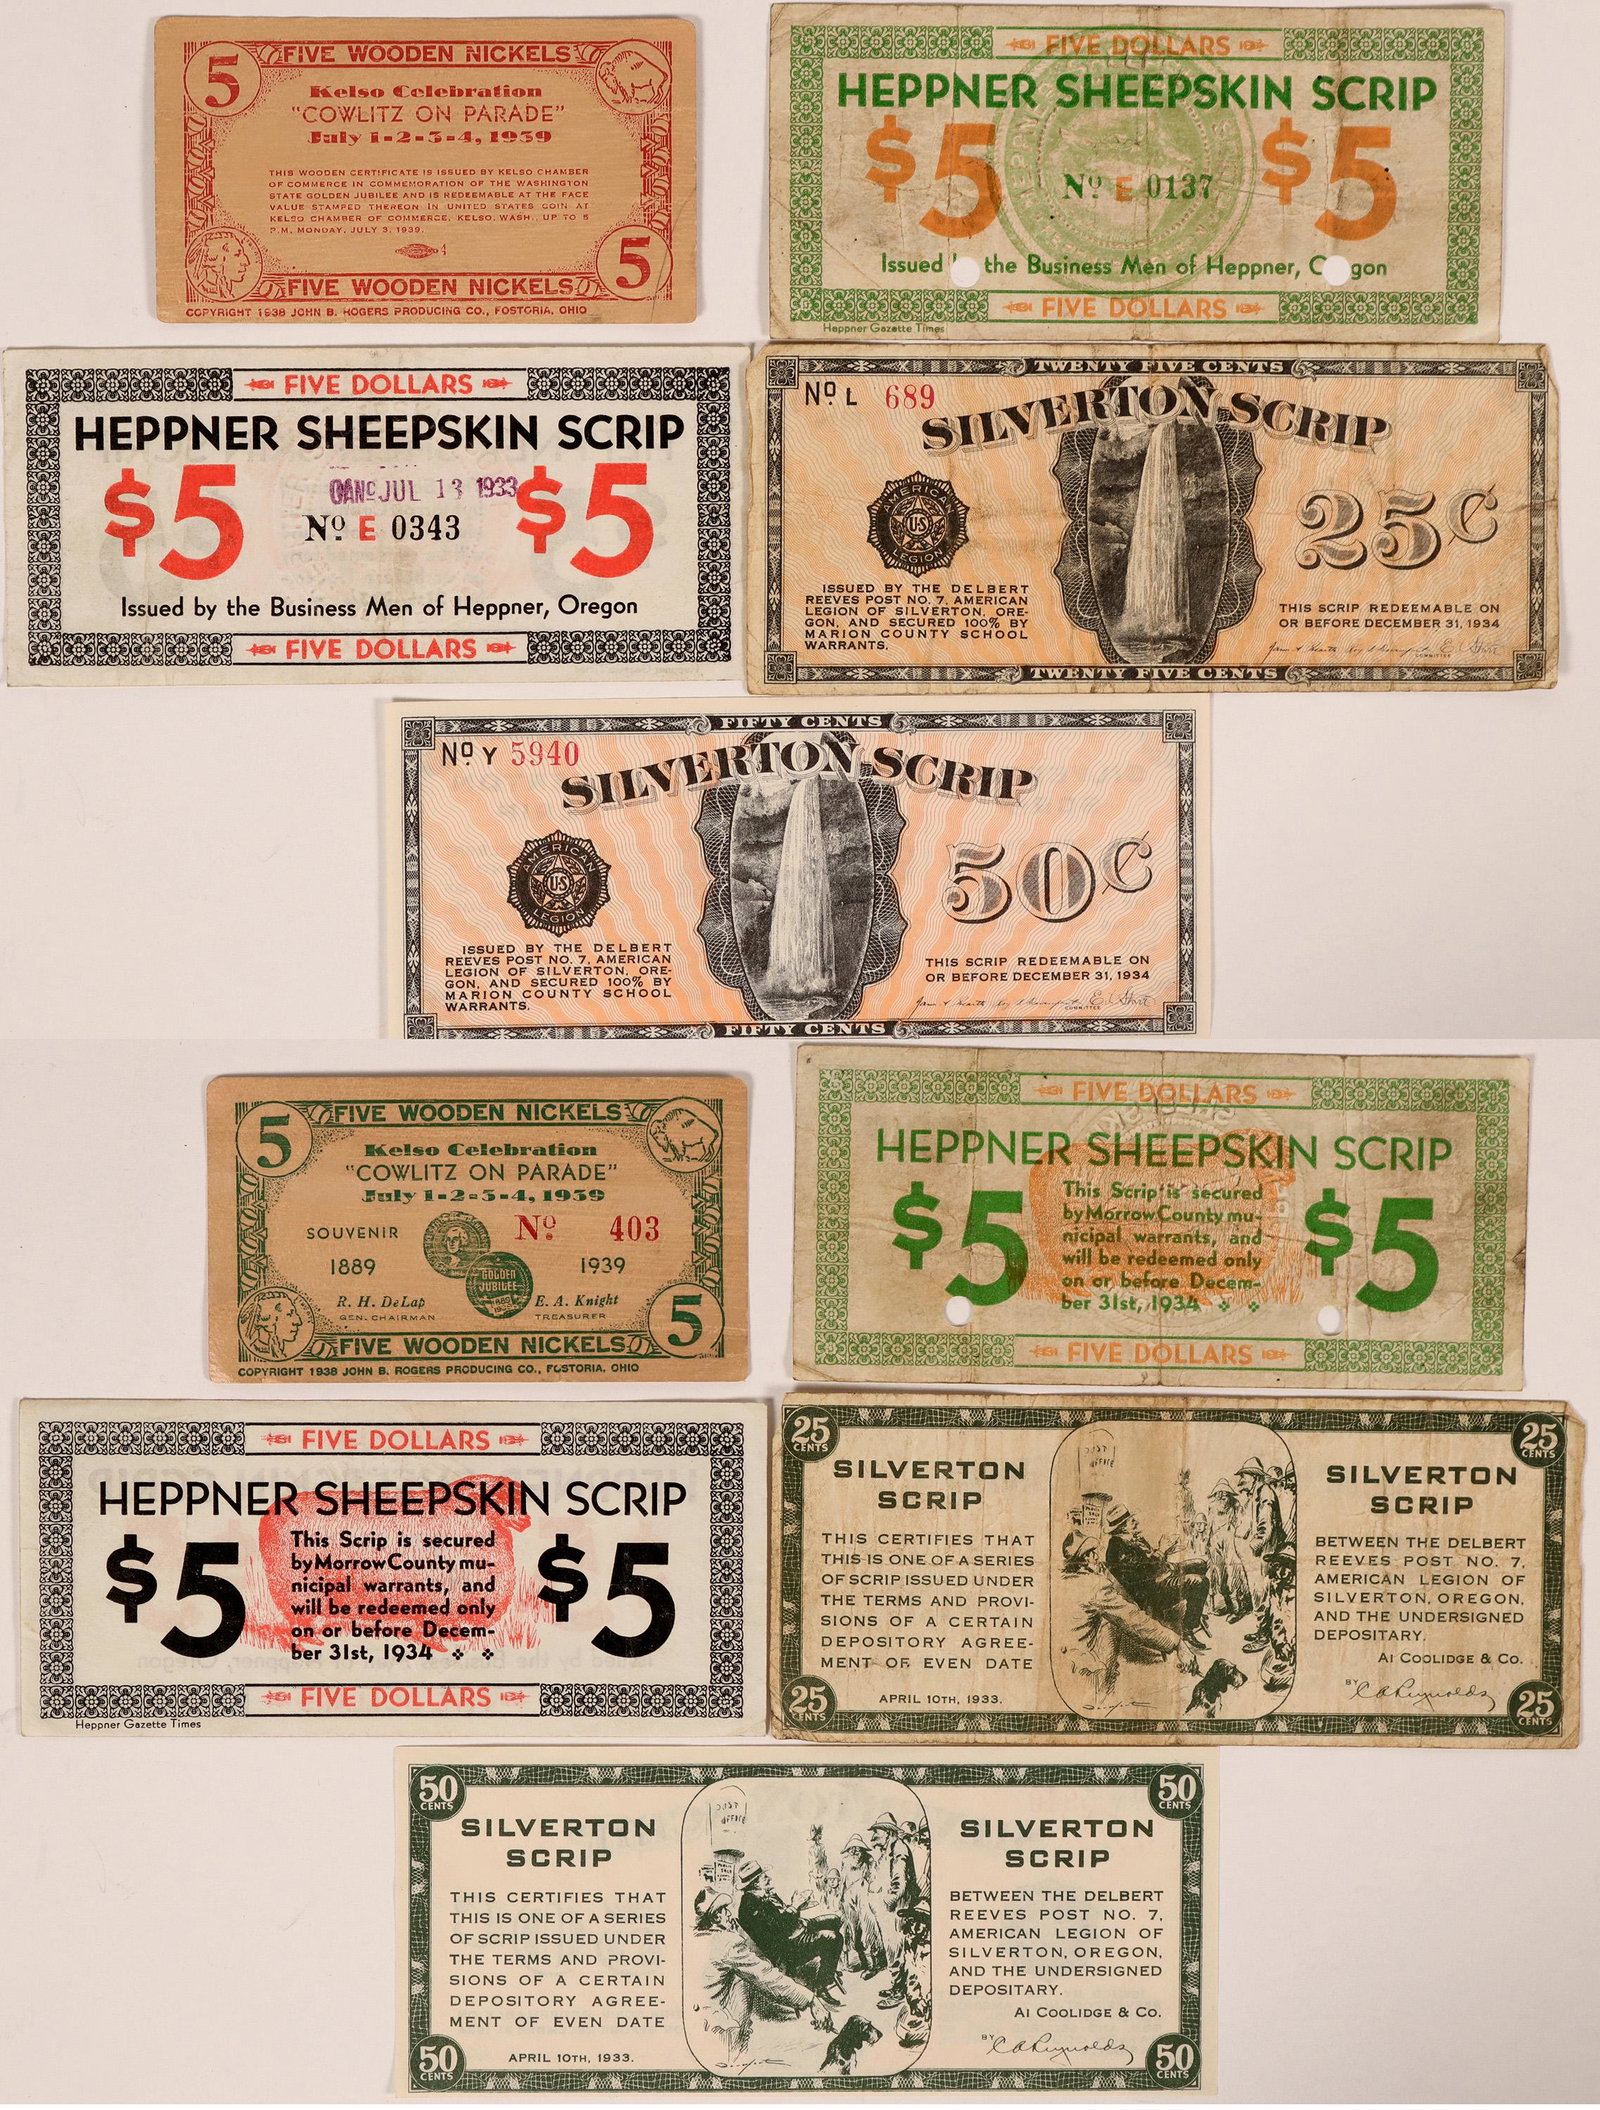 FIVE WOODEN NICKELS
5
Kelso Celebration
"COWLITZ ON PARADE"
July 1-2-3-4, 1939
THIS WOODEN CERTIFICATE IS ISSUED BY KELSO CHAMBER
OF COMMERCE IN COMMEMORATION OF THE WASHINGTON
STATE GOLDEN JUBILEE AND IS REDEEMABLE AT THE FACE
VALUE STAMPED THEREON IN UNITED STATES COIN AT
KELSO CHAMBER OF COMMERCE, KELSO, WASH., UP TO 5
P.M. MONDAY, JULY 3, 1939.
5
FIVE WOODEN NICKELS
COPYRIGHT 1938 JOHN B. ROGERS PRODUCING CO., FOSTORIA, OHIO
FIVE DOLLARS
HEPPNER SHEEPSKIN SCRIP
$5 $5
No. E 0137
Issued the Business Men of Heppner, O gon
FIVE DOLLARS
Heppner Gazette Times
FIVE DOLLARS
HEPPNER SHEEPSKIN SCRIP
$5 $5
CANC JUL 13 1933
No. E 0343
Issued by the Business Men of Heppner, Oregon
FIVE DOLLARS
TWENTY FIVE CENTS
No. L 689
SILVERTON SCRIP
AMERICAN
U·S
LEGION
25¢
ISSUED BY THE DELBERT
REEVES POST NO. 7, AMERICAN
LEGION OF SILVERTON, ORE-
GON, AND SECURED 100% BY
MARION COUNTY SCHOOL
WARRANTS.
THIS SCRIP REDEEMABLE ON
OR BEFORE DECEMBER 31, 1934
COMMITTEE
TWENTY FIVE CENTS
FIFTY CENTS
No. Y 5940
SILVERTON SCRIP
AMERICAN
U·S
LEGION
50¢
ISSUED BY THE DELBERT
REEVES POST NO. 7, AMERICAN
LEGION OF SILVERTON, ORE-
GON, AND SECURED 100% BY
MARION COUNTY SCHOOL
WARRANTS.
THIS SCRIP REDEEMABLE ON
OR BEFORE DECEMBER 31, 1934
COMMITTEE
FIFTY CENTS
FIVE WOODEN NICKELS
5
Kelso Celebration
"COWLITZ ON PARADE"
July 1-2-3-4, 1939
SOUVENIR No. 403
1889 1939
GOLDEN
JUBILEE
R. H. DeLap E. A. Knight
GEN. CHAIRMAN TREASURER
5
FIVE WOODEN NICKELS
COPYRIGHT 1938 JOHN B. ROGERS PRODUCING CO., FOSTORIA, OHIO
FIVE DOLLARS
HEPPNER SHEEPSKIN SCRIP
$5 $5
This Scrip is secured
by Morrow County mu-
nicipal warrants, and
will be redeemed only
on or before Decem-
ber 31st, 1934
FIVE DOLLARS
FIVE DOLLARS
HEPPNER SHEEPSKIN SCRIP
$5 $5
This Scrip is secured
by Morrow County mu-
nicipal warrants, and
will be redeemed only
on or before Decem-
ber 31st, 1934
FIVE DOLLARS
Heppner Gazette Times
25 CENTS 25 CENTS
SILVERTON
SCRIP
THIS CERTIFIES THAT
THIS IS ONE OF A SERIES
OF SCRIP ISSUED UNDER
THE TERMS AND PROVI-
SIONS OF A CERTAIN
DEPOSITORY AGREE-
MENT OF EVEN DATE
APRIL 10TH, 1933.
POST
OFFICE
SILVERTON
SCRIP
BETWEEN THE DELBERT
REEVES POST NO. 7,
AMERICAN LEGION OF
SILVERTON, OREGON,
AND THE UNDERSIGNED
DEPOSITARY.
AI COOLIDGE & CO.
BY C A Reynolds
25 CENTS 25 CENTS
50 CENTS 50 CENTS
SILVERTON
SCRIP
THIS CERTIFIES THAT
THIS IS ONE OF A SERIES
OF SCRIP ISSUED UNDER
THE TERMS AND PROVI-
SIONS OF A CERTAIN
DEPOSITORY AGREE-
MENT OF EVEN DATE
APRIL 10TH, 1933.
POST
OFFICE
SILVERTON
SCRIP
BETWEEN THE DELBERT
REEVES POST NO. 7,
AMERICAN LEGION OF
SILVERTON, OREGON,
AND THE UNDERSIGNED
DEPOSITARY.
AI COOLIDGE & CO.
BY C A Reynolds
50 CENTS 50 CENTS